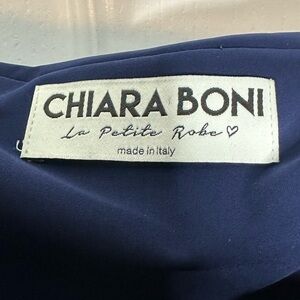 CHIARA BONI
La Petite Robe ♡
made in Italy